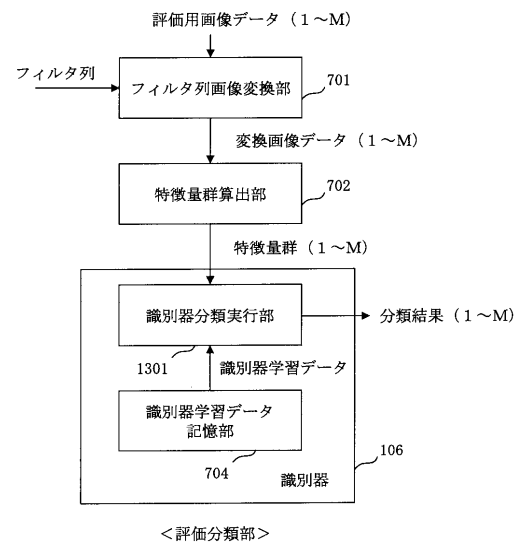 評価用画像データ（１～Ｍ）
フィルタ列
フィルタ列画像変換部
701
変換画像データ（１～Ｍ）
702
特徴量群算出部
特徴量群（１～Ｍ）
識別器分類実行部
分類結果（１～Ｍ）
1301
識別器学習データ
識別器学習データ
記憶部
704
106
識別器
＜評価分類部＞